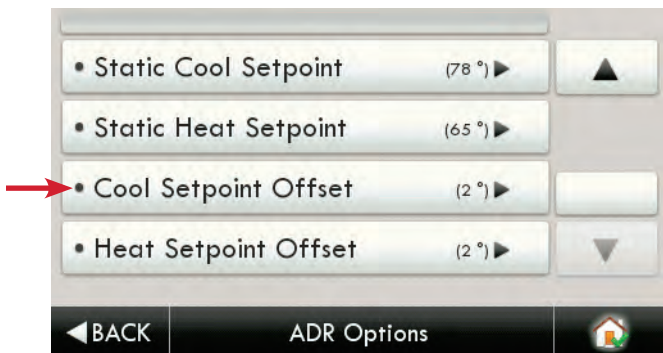 • Static Cool Setpoint (78 °)▶
• Static Heat Setpoint (65 °)▶
• Cool Setpoint Offset (2 °)▶
• Heat Setpoint Offset (2 °)▶
◀BACK ADR Options